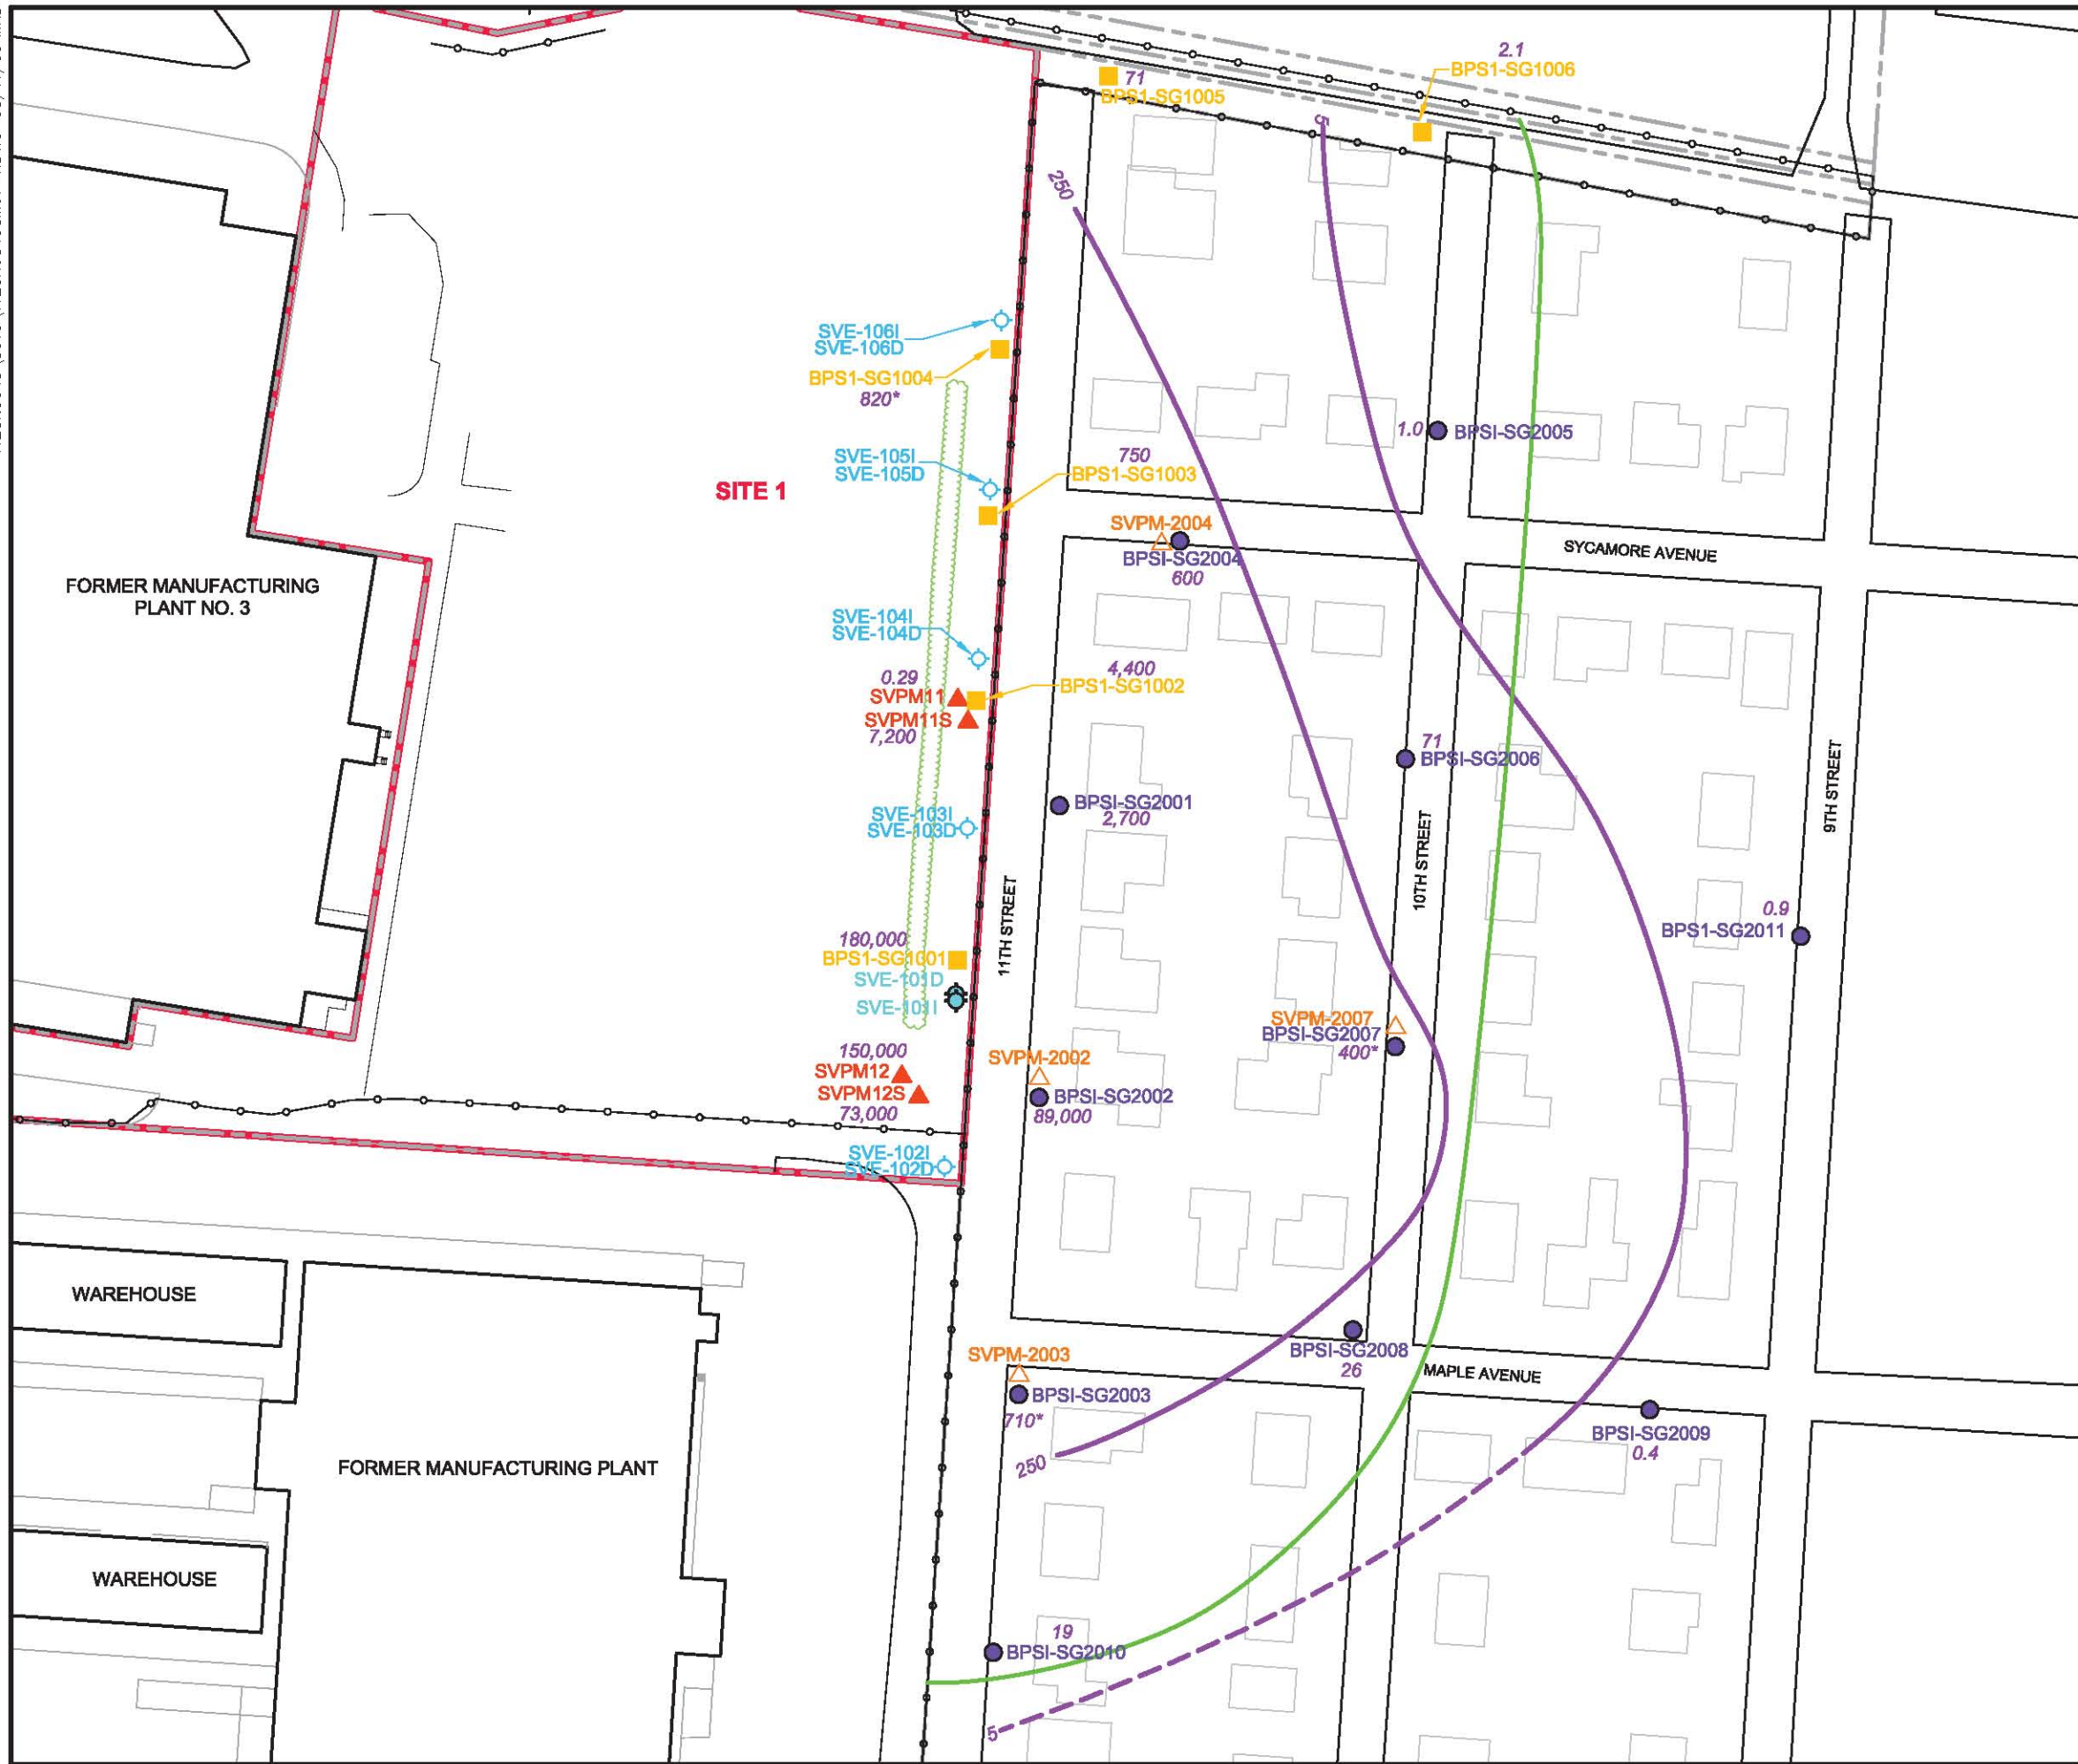 2.1
BPS1-SG1006
71
BPS1-SG1005
5
250
SVE-106I
SVE-106D
BPS1-SG1004
820*
1.0
BPSI-SG2005
SVE-105I
SVE-105D
750
BPS1-SG1003
SITE 1
SVPM-2004
BPSI-SG2004
600
SYCAMORE AVENUE
FORMER MANUFACTURING
PLANT NO. 3
SVE-104I
SVE-104D
0.29
SVPM11
SVPM11S
7,200
4,400
BPS1-SG1002
71
BPSI-SG2006
BPSI-SG2001
2,700
SVE-103I
SVE-103D
9TH STREET
10TH STREET
11TH STREET
0.9
BPS1-SG2011
180,000
BPS1-SG1001
SVE-101D
SVE-101I
SVPM-2007
BPSI-SG2007
400*
150,000
SVPM12
SVPM12S
73,000
SVPM-2002
BPSI-SG2002
89,000
SVE-102I
SVE-102D
WAREHOUSE
SVPM-2003
BPSI-SG2003
710*
BPSI-SG2008
26
MAPLE AVENUE
BPSI-SG2009
0.4
250
FORMER MANUFACTURING PLANT
WAREHOUSE
19
BPSI-SG2010
5